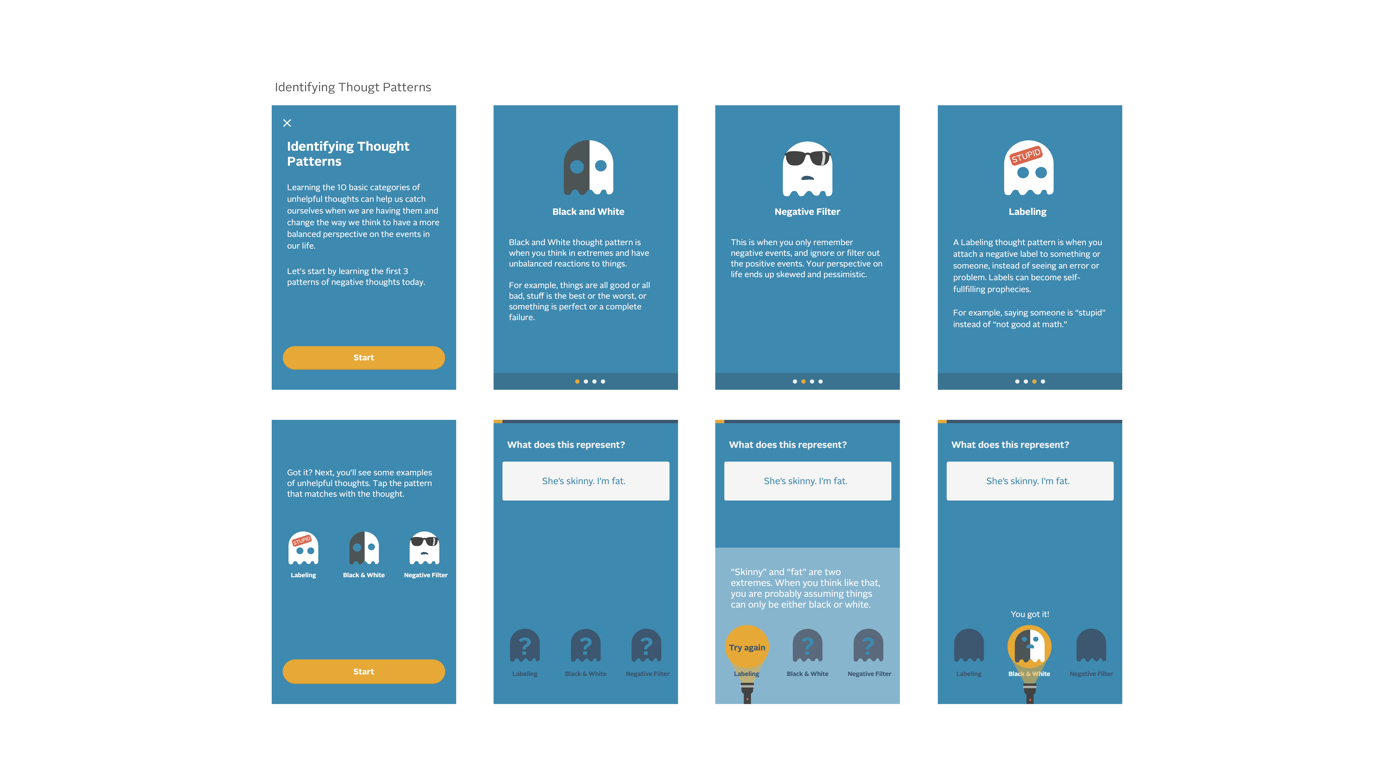 Identifying Thougt Patterns
Identifying Thought
Patterns
Learning the 10 basic categories of
unhelpful thoughts can help us catch
ourselves when we are having them and
change the way we think to have a more
balanced perspective on the events in
our life.
Let's start by learning the first 3
patterns of negative thoughts today.
Start
Black and White
Black and White thought pattern is
when you think in extremes and have
unbalanced reactions to things.
For example, things are all good or all
bad, stuff is the best or the worst, or
something is perfect or a complete
failure.
Negative Filter
This is when you only remember
negative events, and ignore or filter out
the positive events. Your perspective on
life ends up skewed and pessimistic.
STUPID
Labeling
A Labeling thought pattern is when you
attach a negative label to something or
someone, instead of seeing an error or
problem. Labels can become self-
fullfilling prophecies.
For example, saying someone is "stupid"
instead of "not good at math."
Got it? Next, you'll see some examples
of unhelpful thoughts. Tap the pattern
that matches with the thought.
STUPID
Labeling
Black & White
Negative Filter
Start
What does this represent?
She's skinny. I'm fat.
? ? ?
Labeling
Black & White
Negative Filter
What does this represent?
She's skinny. I'm fat.
"Skinny" and "fat" are two
extremes. When you think like that,
you are probably assuming things
can only be either black or white.
Try again
? ?
Labeling
Black & White
Negative Filter
What does this represent?
She's skinny. I'm fat.
You got it!
Labeling
Black & White
Negative Filter